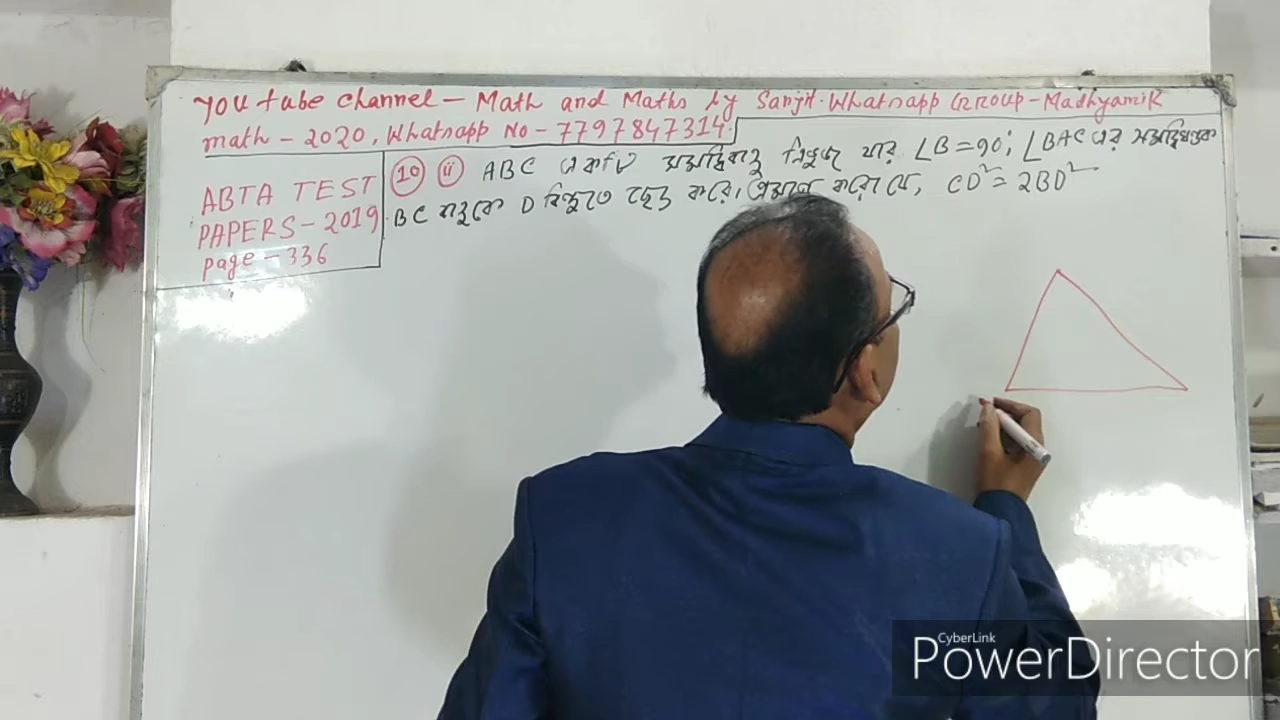 YOU tube channel - Math and Maths by Sanjit. Whatsapp Group - Madhyamik
math - 2020, Whatsapp No - 7797847314.
ABTA TEST
PAPERS - 2019
page - 336
10 ii ABC একটি সমদ্বিবাহু ত্রিভুজ যার ∠B = 90; ∠BAC এর সমদ্বিখণ্ডক
BC বাহুকে D বিন্দুতে ছেদ করে। প্রমাণ করো যে, CD² = 2BD²
CyberLink
PowerDirector